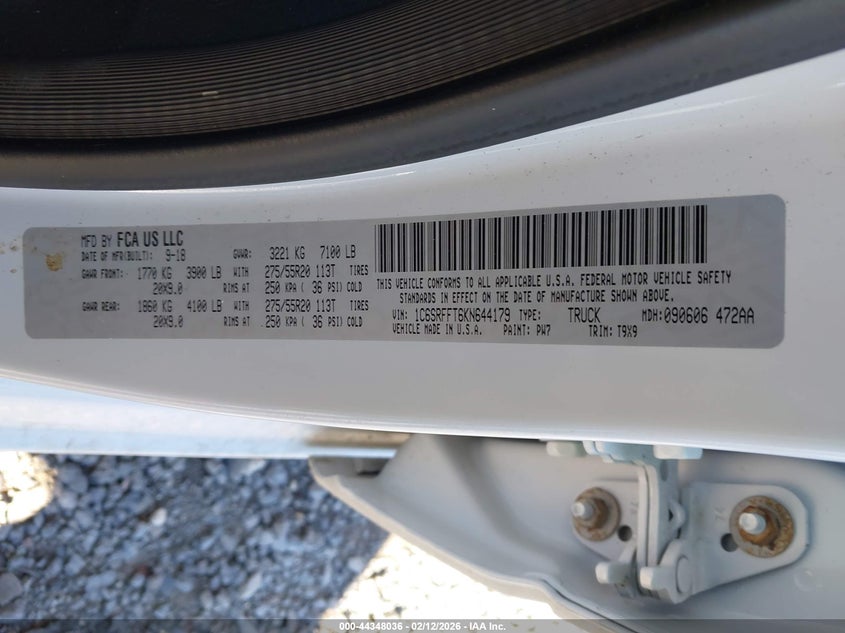 MFD BY FCA US LLC
DATE OF MFR(BUILT): 9-18 GVWR: 3221 KG 7100 LB
GAWR FRONT: 1770 KG 3900 LB WITH 275/55R20 113T TIRES
20X9.0 RIMS AT 250 KPA ( 36 PSI) COLD
GAWR REAR: 1860 KG 4100 LB WITH 275/55R20 113T TIRES
20X9.0 RIMS AT 250 KPA ( 36 PSI) COLD
THIS VEHICLE CONFORMS TO ALL APPLICABLE U.S.A. FEDERAL MOTOR VEHICLE SAFETY
STANDARDS IN EFFECT ON THE DATE OF MANUFACTURE SHOWN ABOVE.
VIN: 1C6SRFFT6KN644179 TYPE: TRUCK MDH: 090606 472AA
VEHICLE MADE IN U.S.A. PAINT: PW7 TRIM: T9X9
000-44348036 - 02/12/2026 - IAA Inc.